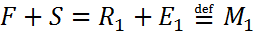 F + S = R₁ + E₁ ≝ M₁